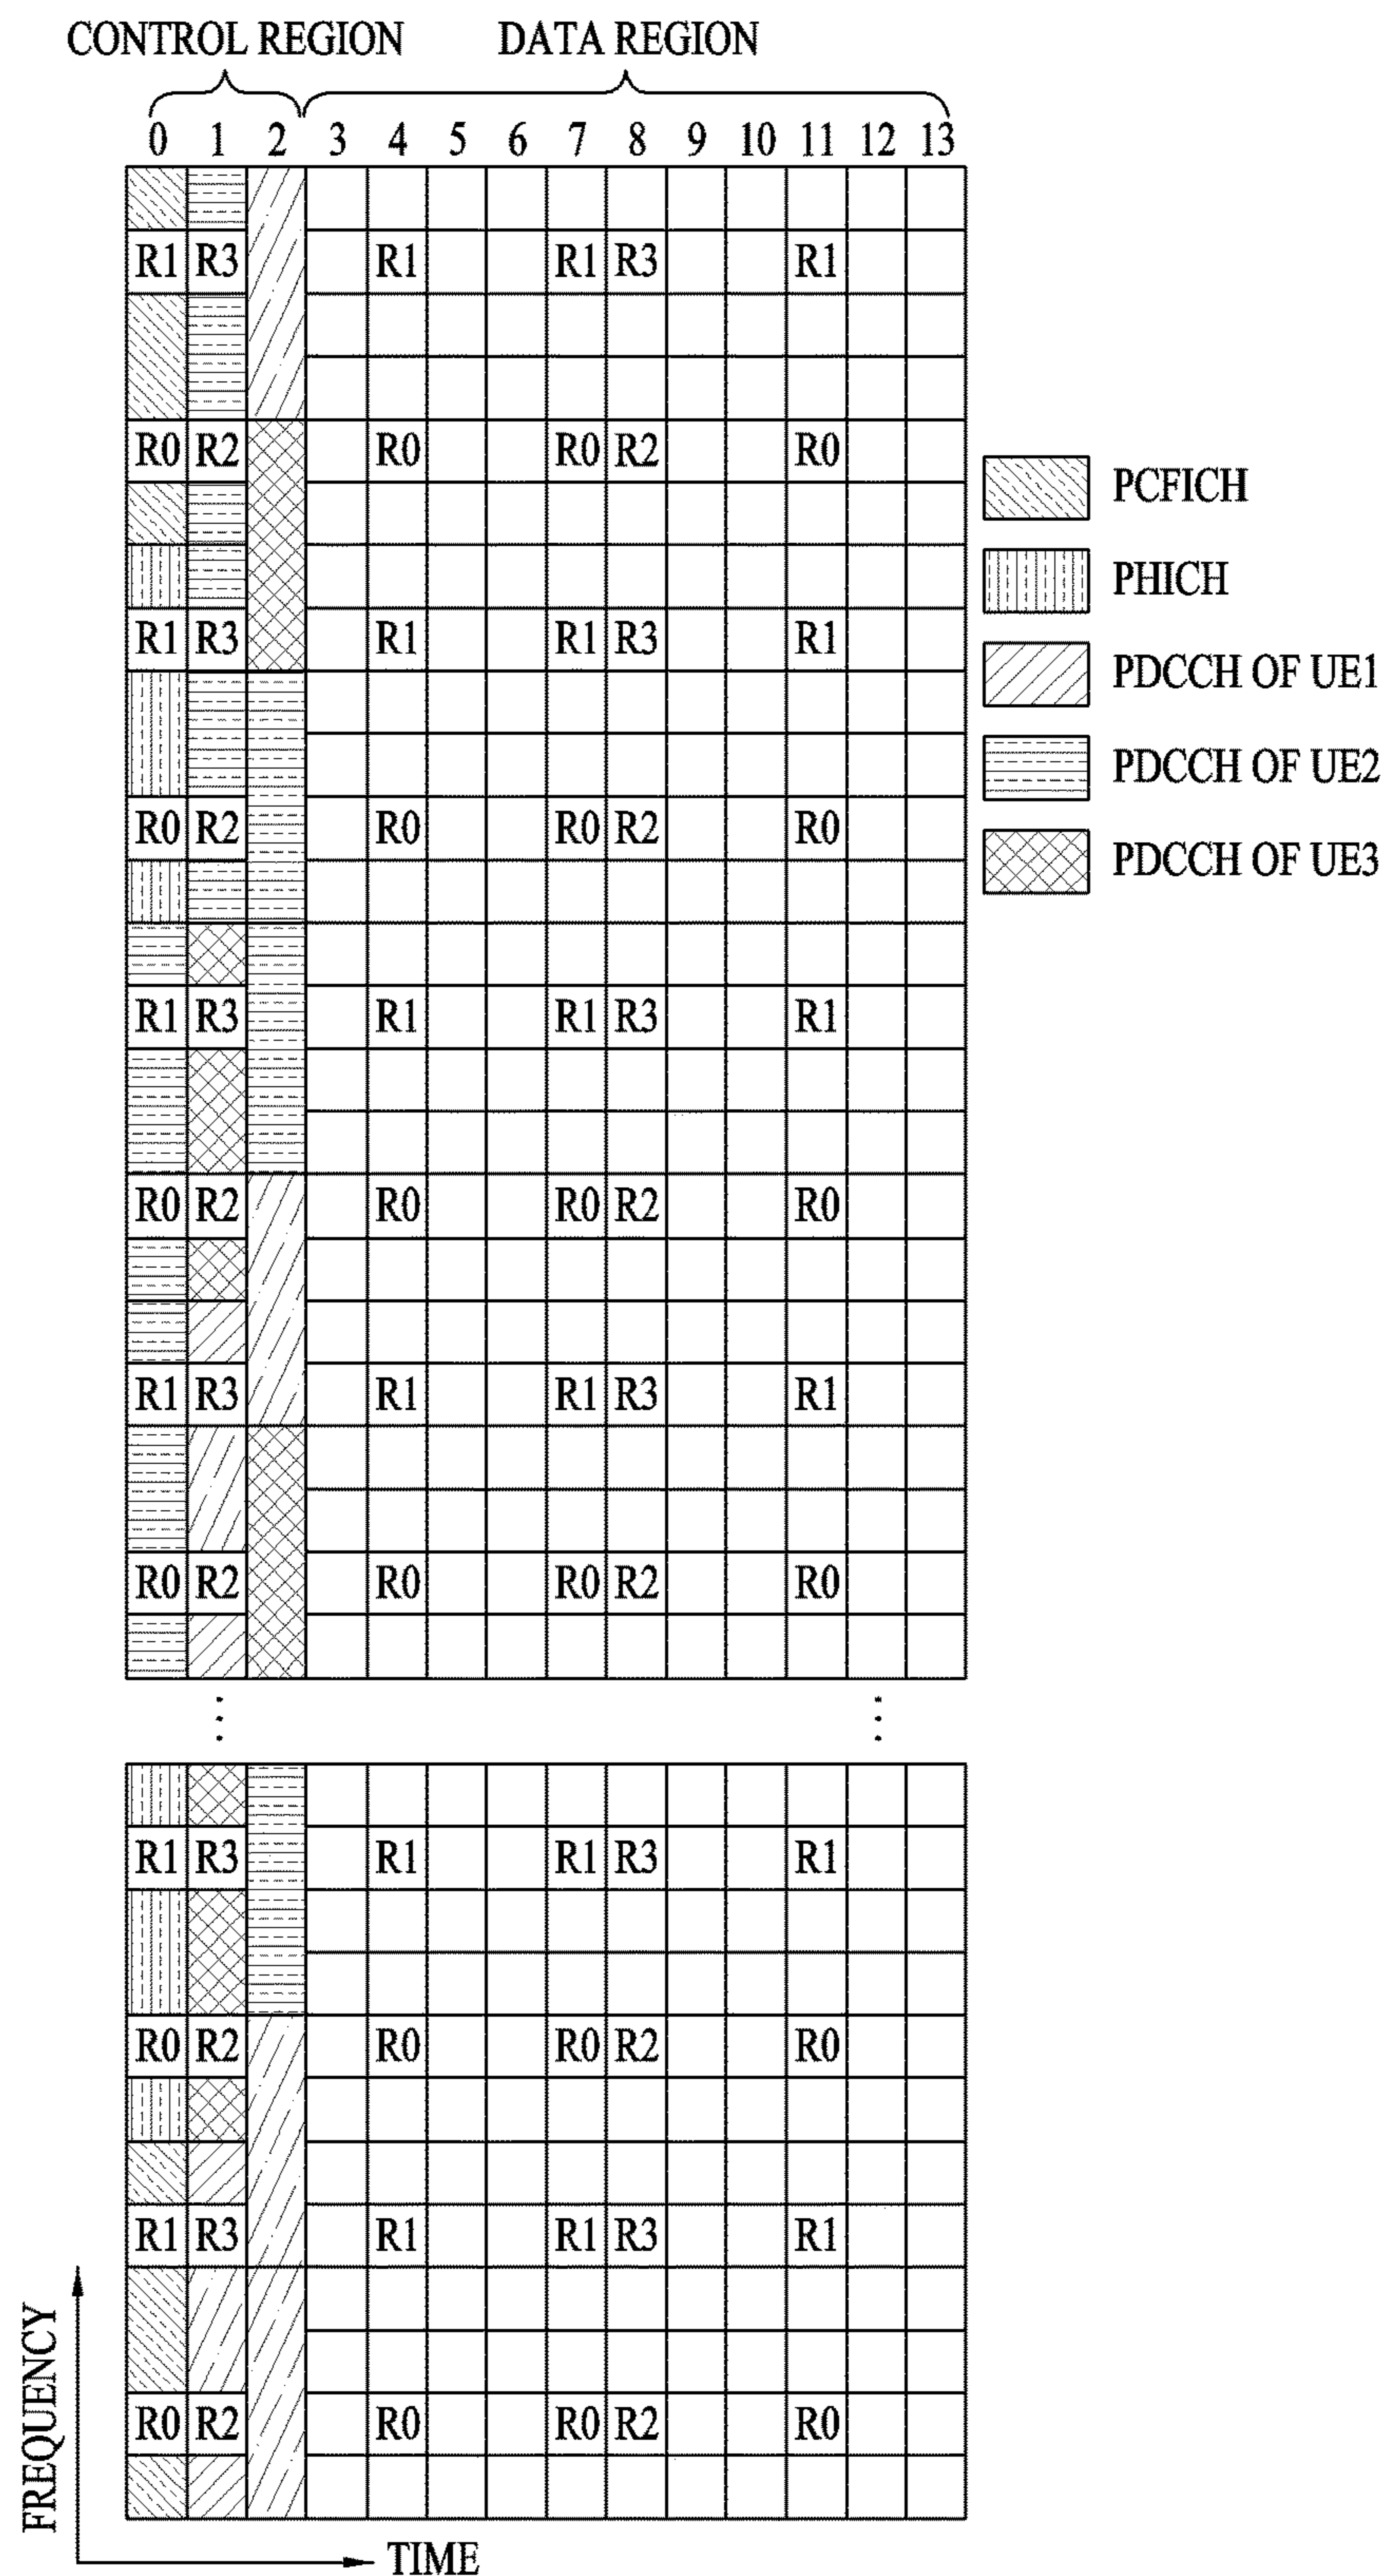 CONTROL REGION DATA REGION
0 1 2 3 4 5 6 7 8 9 10 11 12 13
R1 R3 R1 R1 R3 R1
R0 R2 R0 R0 R2 R0
R1 R3 R1 R1 R3 R1
R0 R2 R0 R0 R2 R0
R1 R3 R1 R1 R3 R1
R0 R2 R0 R0 R2 R0
R1 R3 R1 R1 R3 R1
R0 R2 R0 R0 R2 R0
R1 R3 R1 R1 R3 R1
R0 R2 R0 R0 R2 R0
R1 R3 R1 R1 R3 R1
R0 R2 R0 R0 R2 R0
PCFICH
PHICH
PDCCH OF UE1
PDCCH OF UE2
PDCCH OF UE3
FREQUENCY
TIME